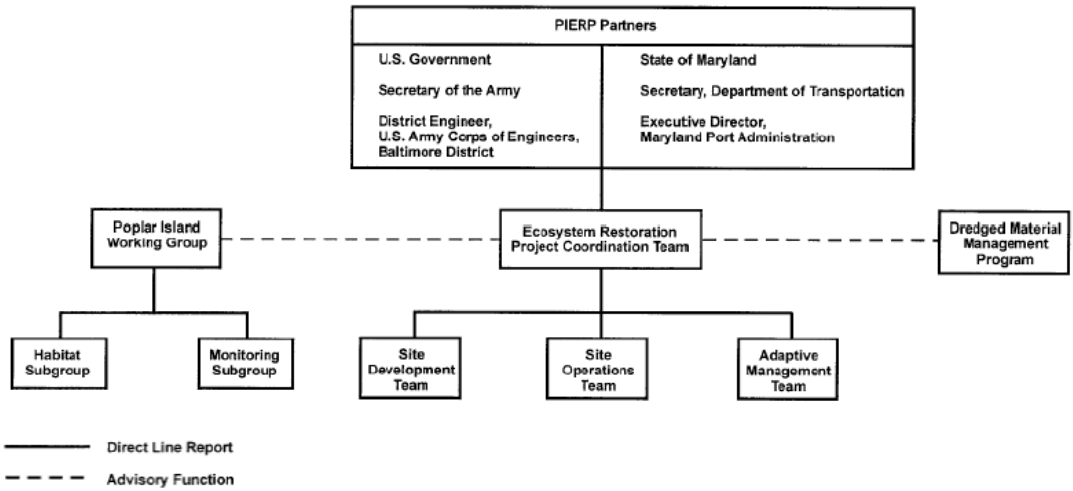 PIERP Partners
U.S. Government
Secretary of the Army
District Engineer,
U.S. Army Corps of Engineers,
Baltimore District
State of Maryland
Secretary, Department of Transportation
Executive Director,
Maryland Port Administration
Poplar Island
Working Group
Ecosystem Restoration
Project Coordination Team
Dredged Material
Management
Program
Habitat
Subgroup
Monitoring
Subgroup
Site
Development
Team
Site
Operations
Team
Adaptive
Management
Team
Direct Line Report
Advisory Function